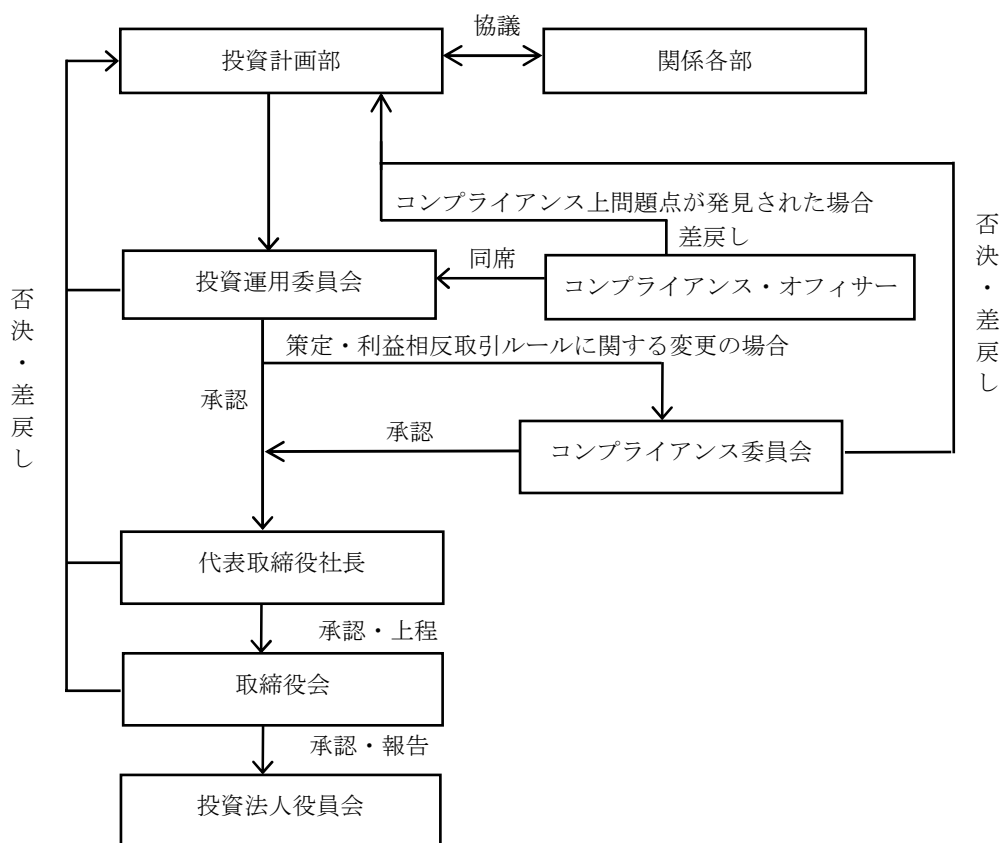 協議
投資計画部
関係各部
コンプライアンス上問題点が発見された場合
差戻し
同席
投資運用委員会
コンプライアンス・オフィサー
否決・差戻し
否決・差戻し
策定・利益相反取引ルールに関する変更の場合
承認
承認
コンプライアンス委員会
代表取締役社長
承認・上程
取締役会
承認・報告
投資法人役員会